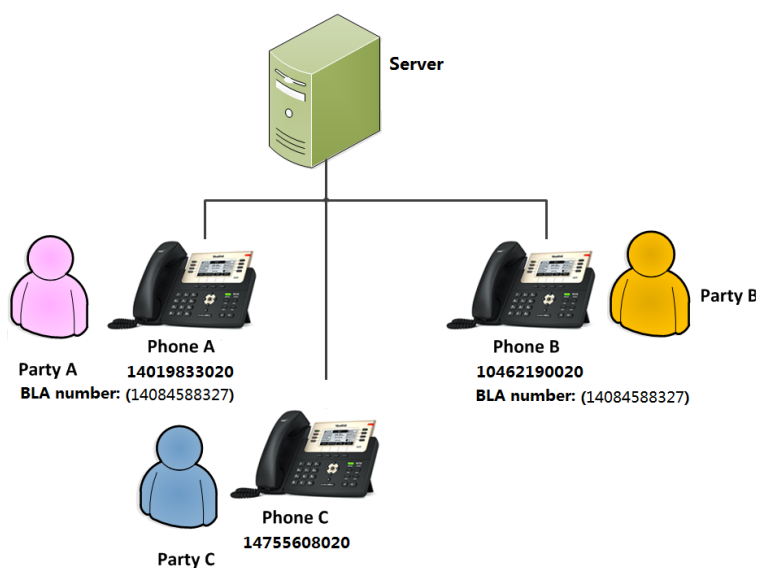 Server
Party B
Phone A
Phone B
Party A
14019833020
10462190020
BLA number: (14084588327)
BLA number: (14084588327)
Phone C
14755608020
Party C